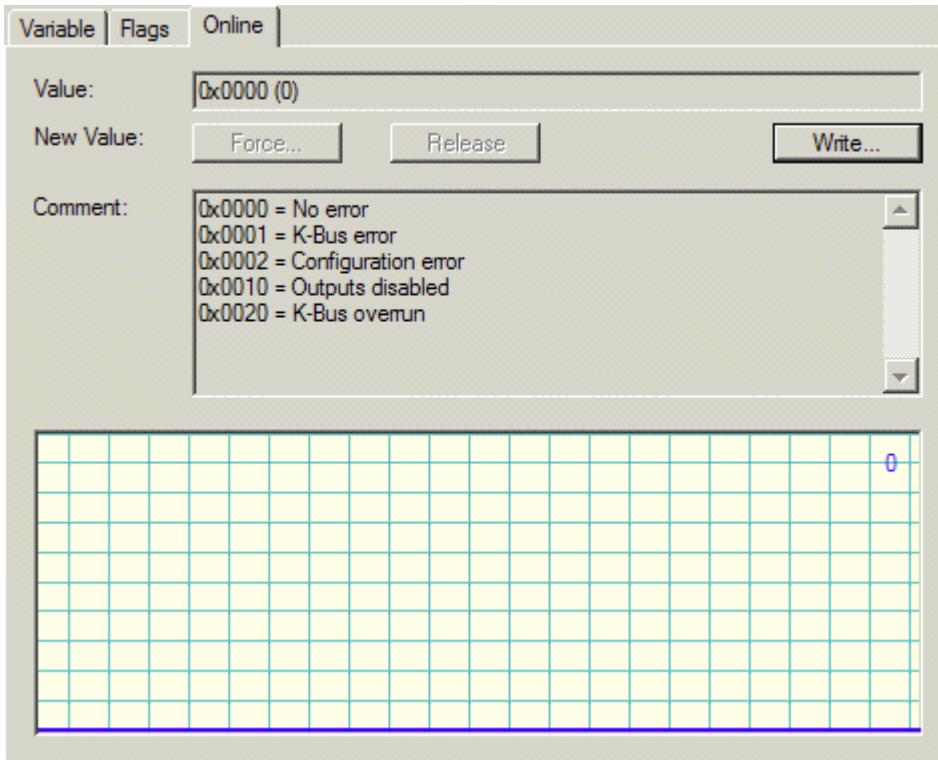 Variable Flags Online
Value: 0x0000 (0)
New Value: Force... Release Write...
Comment: 0x0000 = No error
0x0001 = K-Bus error
0x0002 = Configuration error
0x0010 = Outputs disabled
0x0020 = K-Bus overrun
0